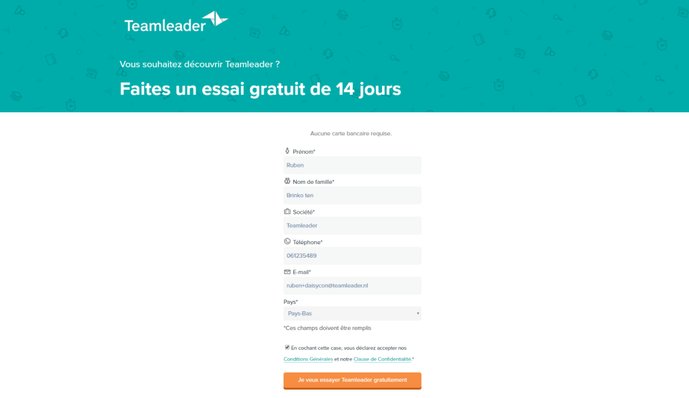 Teamleader
Vous souhaitez découvrir Teamleader ?
Faites un essai gratuit de 14 jours
Aucune carte bancaire requise.
Prénom*
Ruben
Nom de famille*
Brinko ten
Société*
Teamleader
Téléphone*
061235489
E-mail*
ruben+daisycon@teamleader.nl
Pays*
Pays-Bas
*Ces champs doivent être remplis
En cochant cette case, vous déclarez accepter nos
Conditions Générales et notre Clause de Confidentialité.*
Je veux essayer Teamleader gratuitement